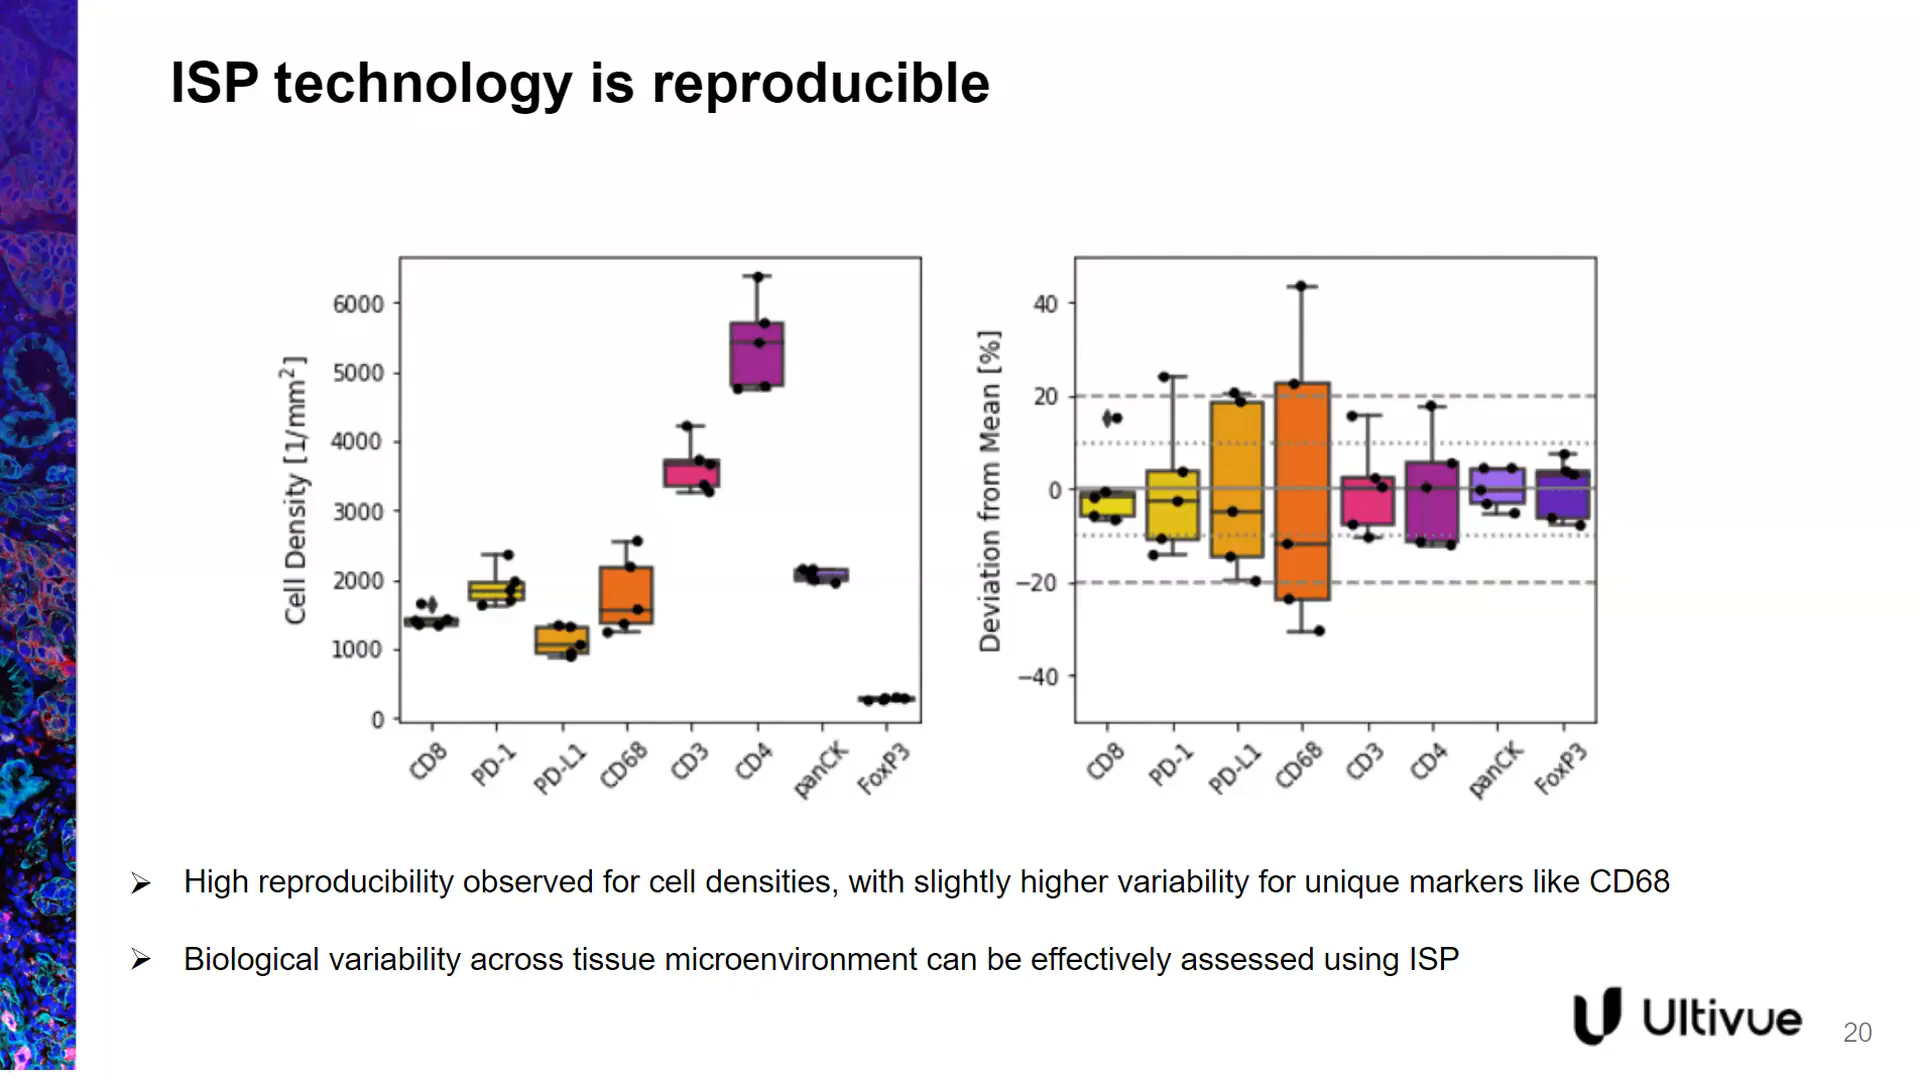 ISP technology is reproducible
Cell Density [1/mm²]
6000
5000
4000
3000
2000
1000
0
CD8
PD-1
PD-L1
CD68
CD3
CD4
panCK
FoxP3
Deviation from Mean [%]
40
20
0
−20
−40
CD8
PD-1
PD-L1
CD68
CD3
CD4
panCK
FoxP3
➢ High reproducibility observed for cell densities, with slightly higher variability for unique markers like CD68
➢ Biological variability across tissue microenvironment can be effectively assessed using ISP
Ultivue
20